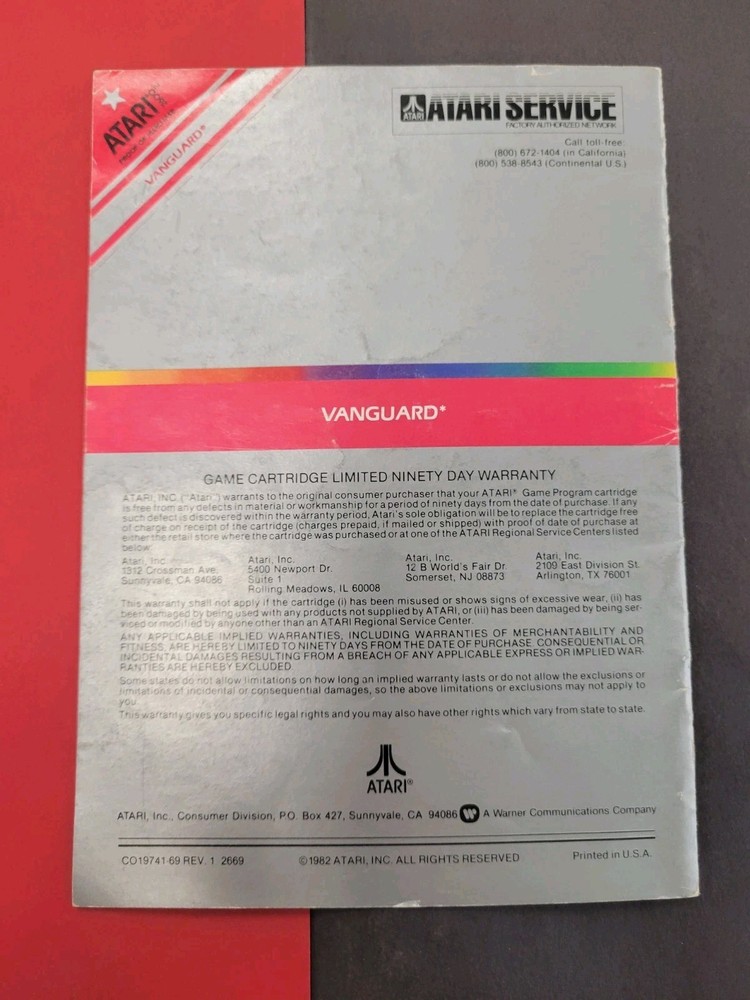 ATARI®
PROOF OF PURCHASE
VANGUARD*
ATARI
ATARI SERVICE
FACTORY AUTHORIZED NETWORK
Call toll-free:
(800) 672-1404 (in California)
(800) 538-8543 (Continental U.S.)
VANGUARD*
GAME CARTRIDGE LIMITED NINETY DAY WARRANTY
ATARI, INC. ("Atari") warrants to the original consumer purchaser that your ATARI® Game Program cartridge
is free from any defects in material or workmanship for a period of ninety days from the date of purchase. If any
such defect is discovered within the warranty period, Atari's sole obligation will be to replace the cartridge free
of charge on receipt of the cartridge (charges prepaid, if mailed or shipped) with proof of date of purchase at
either the retail store where the cartridge was purchased or at one of the ATARI Regional Service Centers listed
below:
Atari, Inc.
1312 Crossman Ave.
Sunnyvale, CA 94086
Atari, Inc.
5400 Newport Dr.
Suite 1
Rolling Meadows, IL 60008
Atari, Inc.
12 B World's Fair Dr.
Somerset, NJ 08873
Atari, Inc.
2109 East Division St.
Arlington, TX 76001
This warranty shall not apply if the cartridge (i) has been misused or shows signs of excessive wear, (ii) has
been damaged by being used with any products not supplied by ATARI, or (iii) has been damaged by being ser-
vised or modified by anyone other than an ATARI Regional Service Center.
ANY APPLICABLE IMPLIED WARRANTIES, INCLUDING WARRANTIES OF MERCHANTABILITY AND
FITNESS, ARE HEREBY LIMITED TO NINETY DAYS FROM THE DATE OF PURCHASE. CONSEQUENTIAL OR
INCIDENTAL DAMAGES RESULTING FROM A BREACH OF ANY APPLICABLE EXPRESS OR IMPLIED WAR-
RANTIES ARE HEREBY EXCLUDED
Some states do not allow limitations on how long an implied warranty lasts or do not allow the exclusions or
limitations of incidental or consequential damages, so the above limitations or exclusions may not apply to
you.
This warranty gives you specific legal rights and you may also have other rights which vary from state to state.
ATARI®
ATARI, Inc., Consumer Division, P.O. Box 427, Sunnyvale, CA 94086 A Warner Communications Company
CO19741-69 REV. 1 2669 ©1982 ATARI, INC. ALL RIGHTS RESERVED Printed in U.S.A.